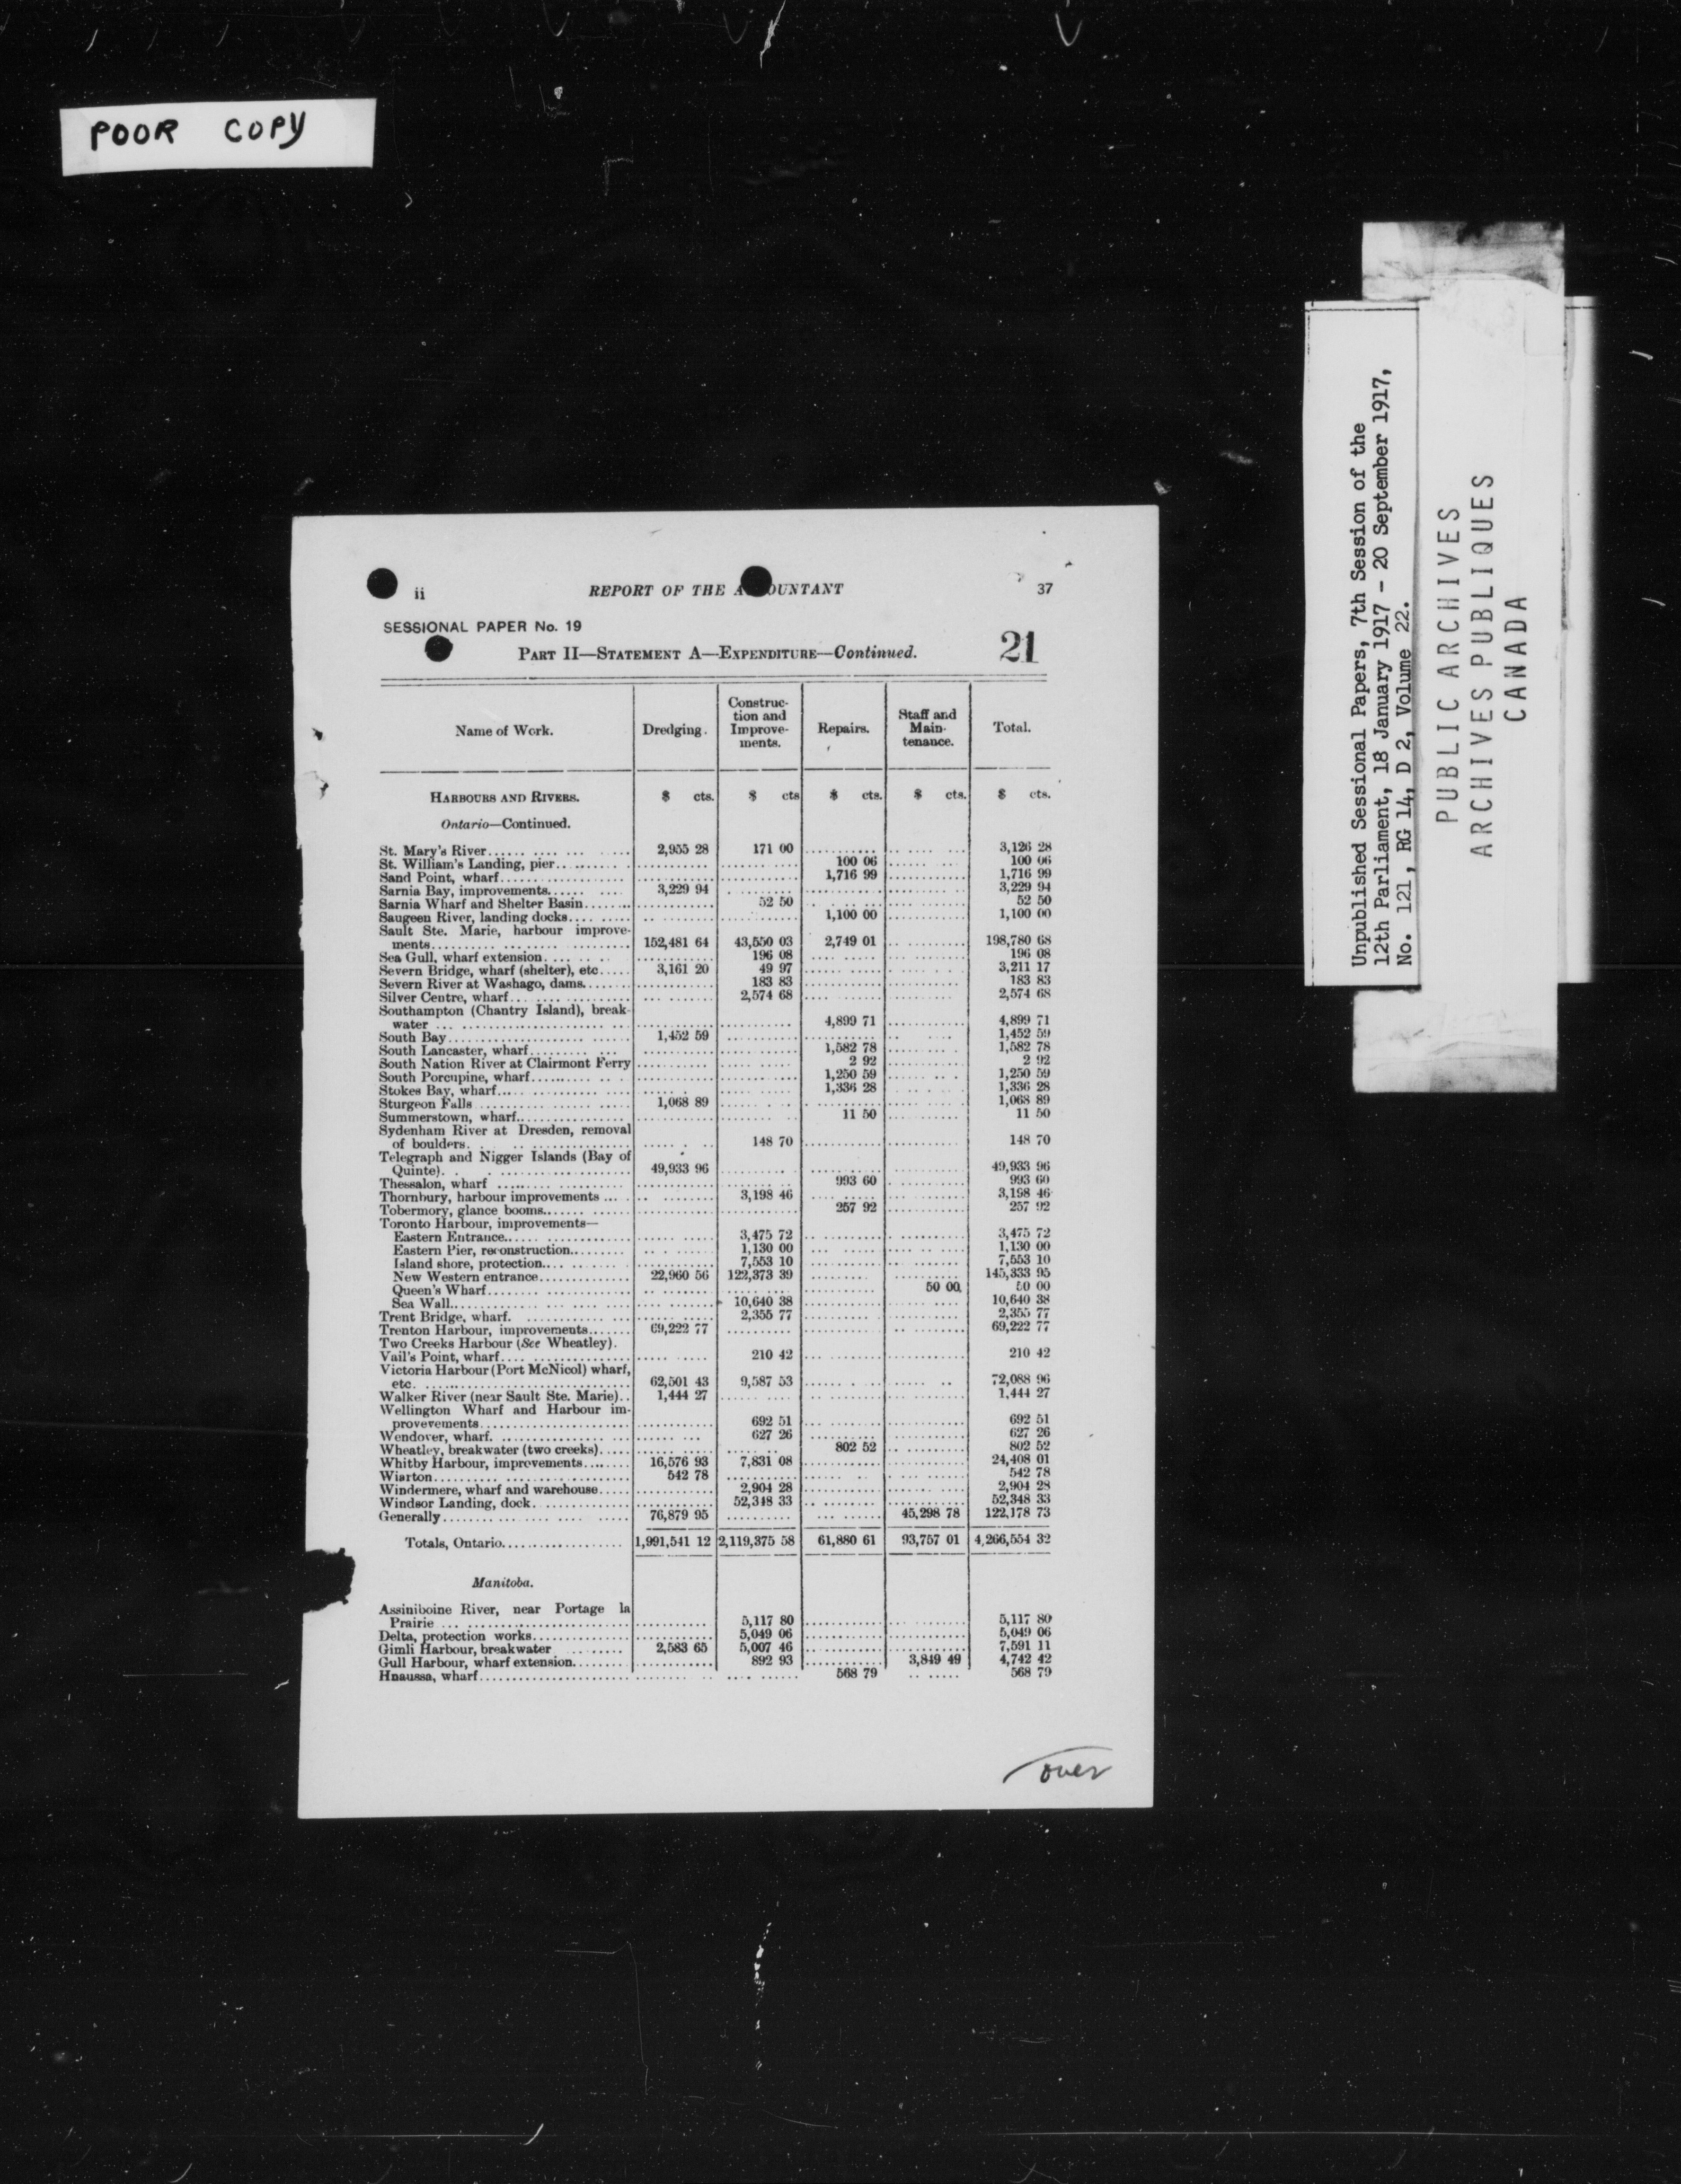 POOR COPY
ii REPORT OF THE A OUNTANT 37
SESSIONAL PAPER No. 19
PART II—STATEMENT A—EXPENDITURE—Continued. 21
Name of Work. Dredging. Construc-tion and Improve-ments. Repairs. Staff and Main-tenance. Total.
HARBOURS AND RIVERS. $ cts. $ cts $ cts. $ cts. $ cts.
Ontario—Continued.
St. Mary's River 2,955 28 171 00 3,126 28
St. William's Landing, pier 100 06 100 06
Sand Point, wharf 1,716 99 1,716 99
Sarnia Bay, improvements 3,229 94 3,229 94
Sarnia Wharf and Shelter Basin 52 50 52 50
Saugeen River, landing docks 1,100 00 1,100 00
Sault Ste. Marie, harbour improve-
ments 152,481 64 43,550 03 2,749 01 198,780 68
Sea Gull, wharf extension 196 08 196 08
Severn Bridge, wharf (shelter), etc 3,161 20 49 97 3,211 17
Severn River at Washago, dams 183 83 183 83
Silver Centre, wharf 2,574 68 2,574 68
Southampton (Chantry Island), break-
water 4,899 71 4,899 71
South Bay 1,452 59 1,452 59
South Lancaster, wharf 1,582 78 1,582 78
South Nation River at Clairmont Ferry 2 92 2 92
South Porcupine, wharf 1,250 59 1,250 59
Stokes Bay, wharf 1,336 28 1,336 28
Sturgeon Falls 1,068 89 1,068 89
Summerstown, wharf 11 50 11 50
Sydenham River at Dresden, removal
of boulders 148 70 148 70
Telegraph and Nigger Islands (Bay of
Quinte) 49,933 96 49,933 96
Thessalon, wharf 993 60 993 60
Thornbury, harbour improvements 3,198 46 3,198 46
Tobermory, glance booms 257 92 257 92
Toronto Harbour, improvements—
Eastern Entrance 3,475 72 3,475 72
Eastern Pier, reconstruction 1,130 00 1,130 00
Island shore, protection 7,553 10 7,553 10
New Western entrance 22,960 56 122,373 39 145,333 95
Queen's Wharf 50 00 50 00
Sea Wall 10,640 38 10,640 38
Trent Bridge, wharf 2,355 77 2,355 77
Trenton Harbour, improvements 69,222 77 69,222 77
Two Creeks Harbour (See Wheatley).
Vail's Point, wharf 210 42 210 42
Victoria Harbour (Port McNicol) wharf,
etc. 62,501 43 9,587 53 72,088 96
Walker River (near Sault Ste. Marie) 1,444 27 1,444 27
Wellington Wharf and Harbour im-
provements 692 51 692 51
Wendover, wharf 627 26 627 26
Wheatley, breakwater (two creeks) 802 52 802 52
Whitby Harbour, improvements 16,576 93 7,831 08 24,408 01
Wiarton 542 78 542 78
Windermere, wharf and warehouse 2,904 28 2,904 28
Windsor Landing, dock 52,348 33 52,348 33
Generally 76,879 95 45,298 78 122,178 73
Totals, Ontario 1,991,541 12 2,119,375 58 61,880 61 93,757 01 4,266,554 32
Manitoba.
Assiniboine River, near Portage la
Prairie 5,117 80 5,117 80
Delta, protection works 5,049 06 5,049 06
Gimli Harbour, breakwater 2,583 65 5,007 46 7,591 11
Gull Harbour, wharf extension 892 93 3,849 49 4,742 42
Hnaussa, wharf 568 79 568 79
over
Unpublished Sessional Papers, 7th Session of the
12th Parliament, 18 January 1917 - 20 September 1917,
No. 121, RG 14, D 2, Volume 22.
PUBLIC ARCHIVES
ARCHIVES PUBLIQUES
CANADA